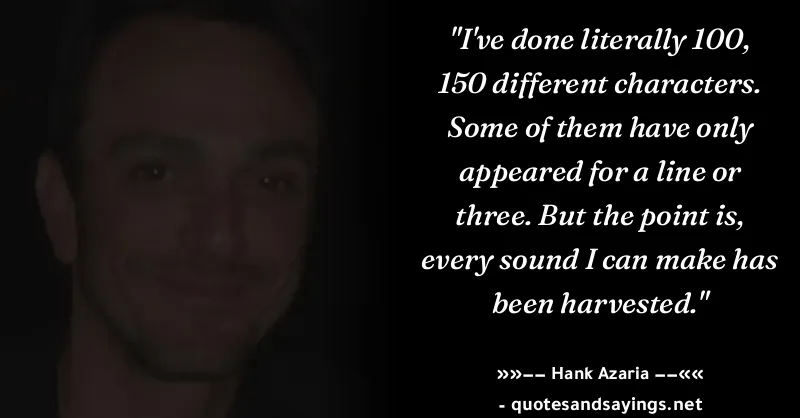 "I've done literally 100,
150 different characters.
Some of them have only
appeared for a line or
three. But the point is,
every sound I can make has
been harvested."
»»–– Hank Azaria ––««
- quotesandsayings.net